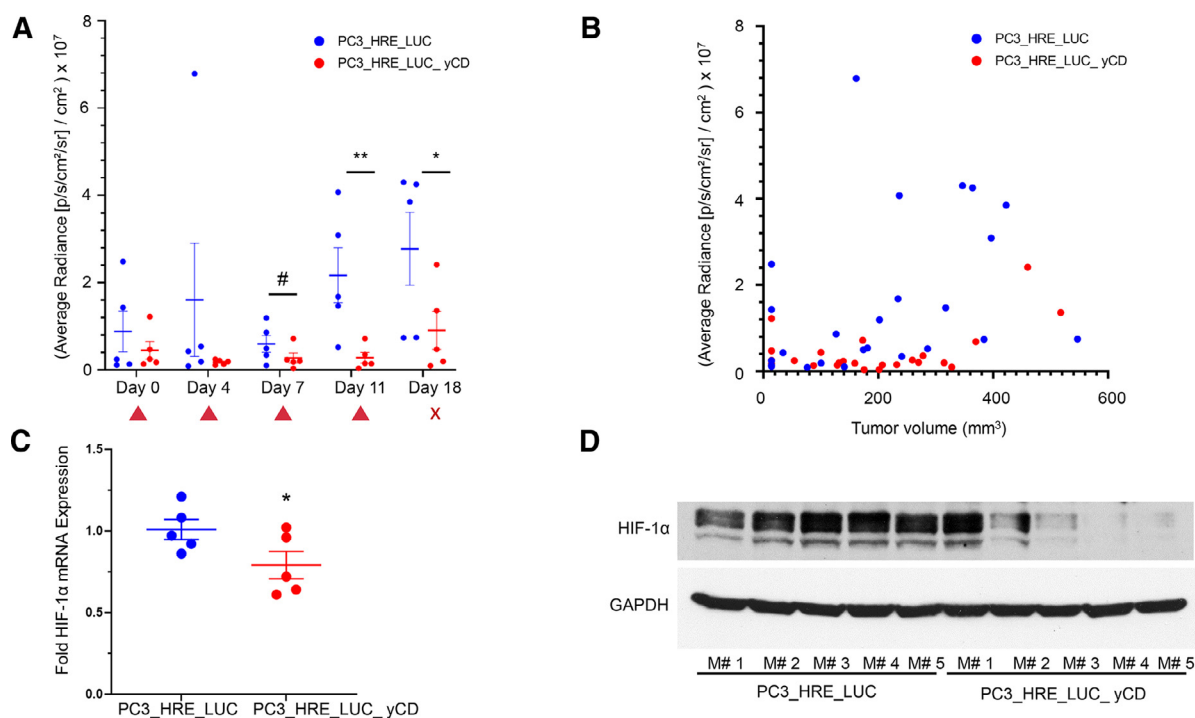 A
(Average Radiance [p/s/cm²/sr] / cm² ) x 10⁷
8
6
4
2
0
PC3_HRE_LUC
PC3_HRE_LUC_ yCD
#
**
*
Day 0
Day 4
Day 7
Day 11
Day 18
X
B
(Average Radiance [p/s/cm²/sr] / cm² ) x 10⁷
8
6
4
2
0
PC3_HRE_LUC
PC3_HRE_LUC_ yCD
0
200
400
600
Tumor volume (mm³)
C
Fold HIF-1α mRNA Expression
1.5
1.0
0.5
0.0
*
PC3_HRE_LUC
PC3_HRE_LUC_ yCD
D
HIF-1α
GAPDH
M# 1 M# 2 M# 3 M# 4 M# 5 M# 1 M# 2 M# 3 M# 4 M# 5
PC3_HRE_LUC
PC3_HRE_LUC_ yCD